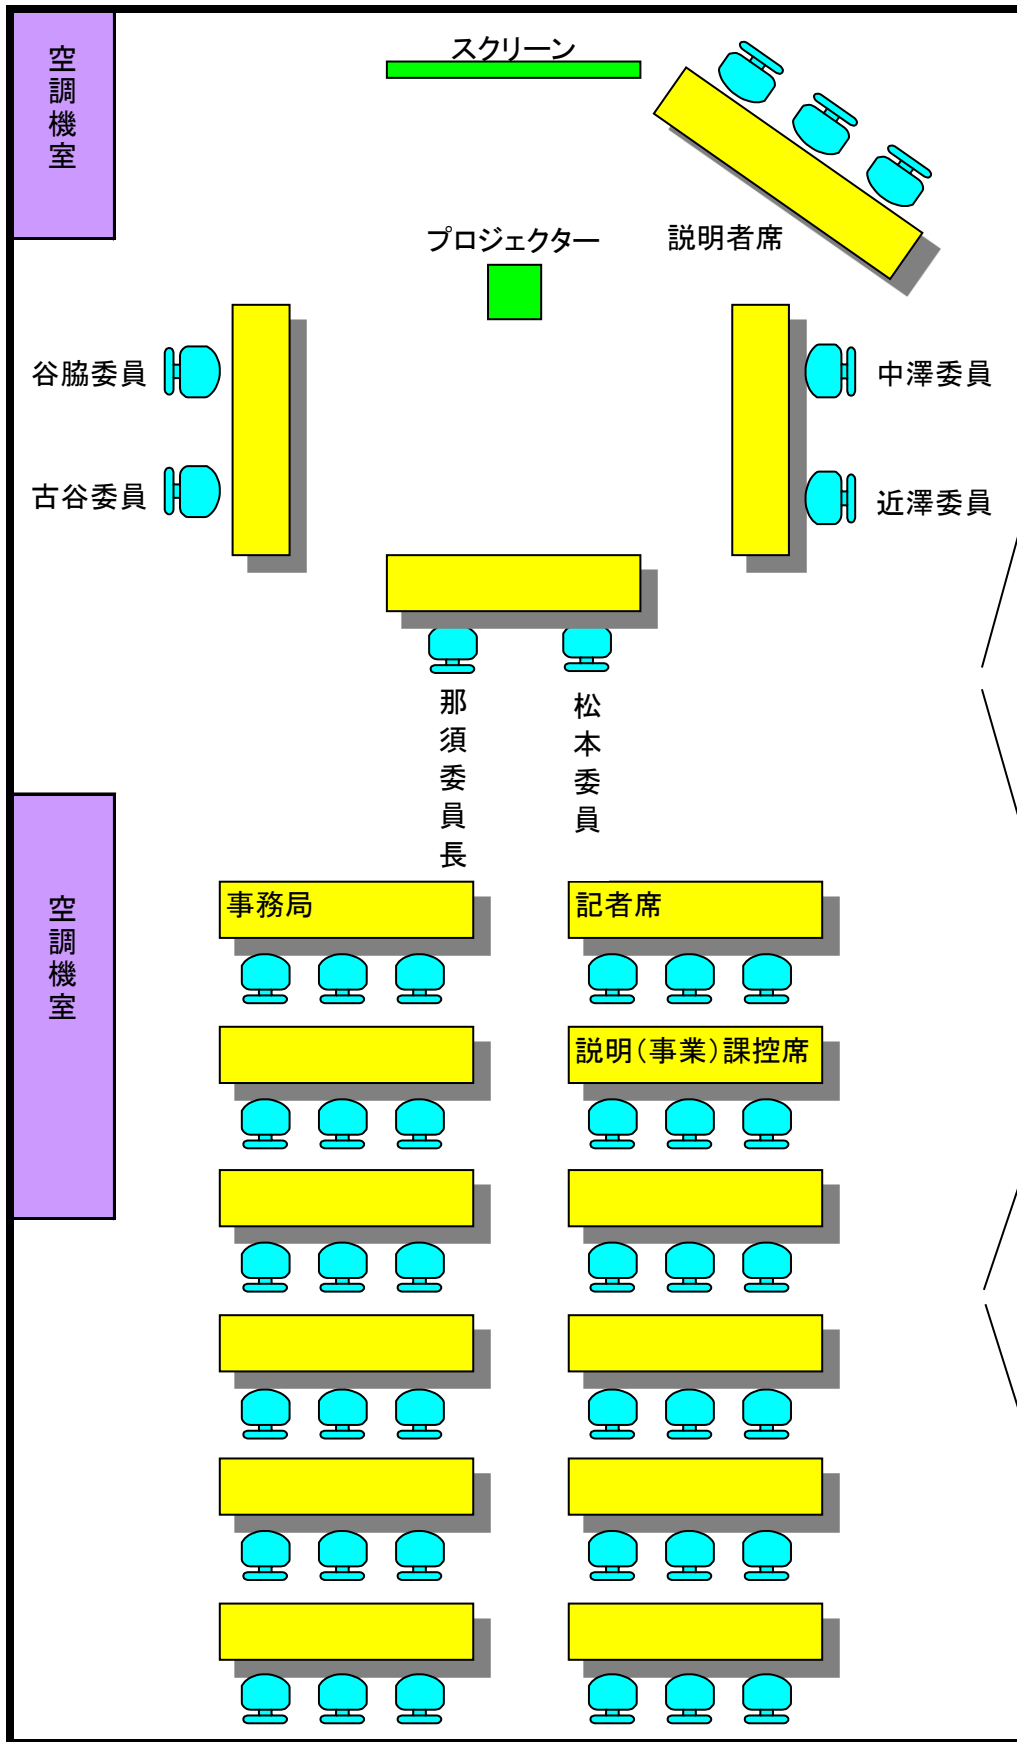 空調機室
スクリーン
プロジェクター
説明者席
谷脇委員
中澤委員
古谷委員
近澤委員
那須委員長
松本委員
空調機室
事務局
記者席
説明（事業）課控席